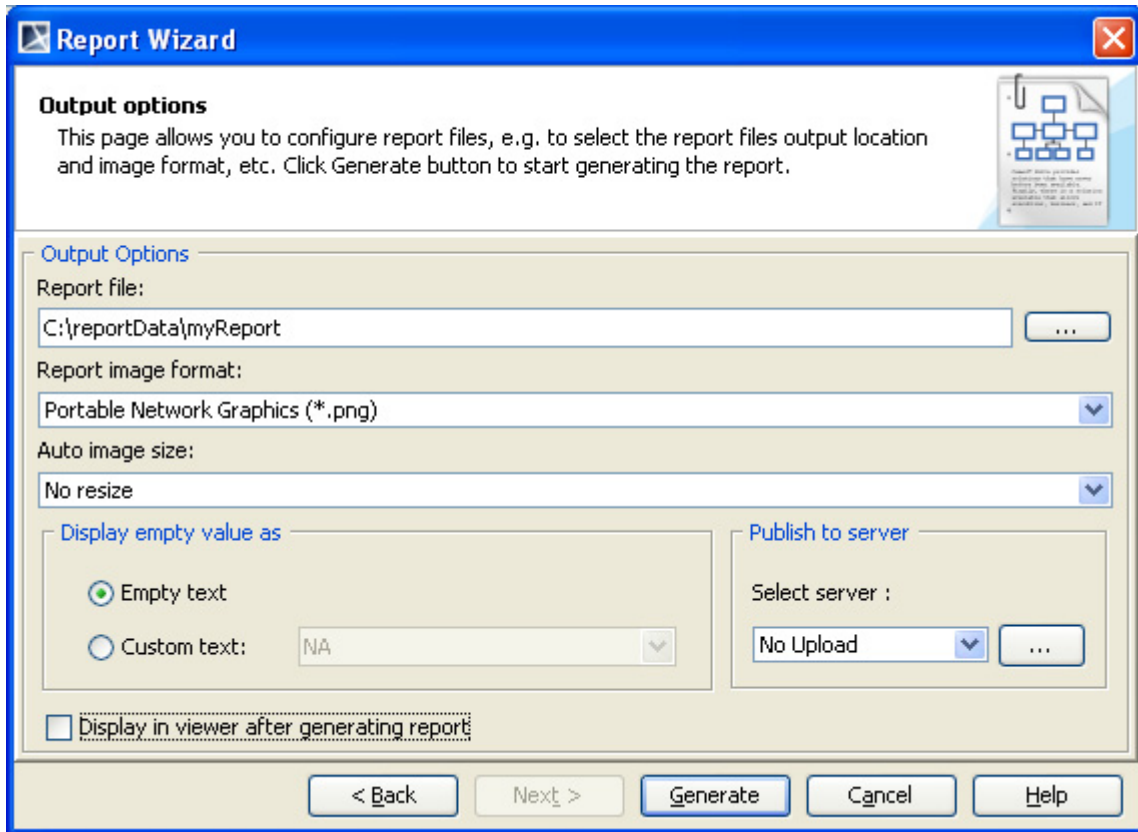 Report Wizard
Output options
This page allows you to configure report files, e.g. to select the report files output location
and image format, etc. Click Generate button to start generating the report.
Output Options
Report file:
C:\reportData\myReport
...
Report image format:
Portable Network Graphics (*.png)
Auto image size:
No resize
Display empty value as
Empty text
Custom text: NA
Publish to server
Select server :
No Upload ...
Display in viewer after generating report
< Back Next > Generate Cancel Help